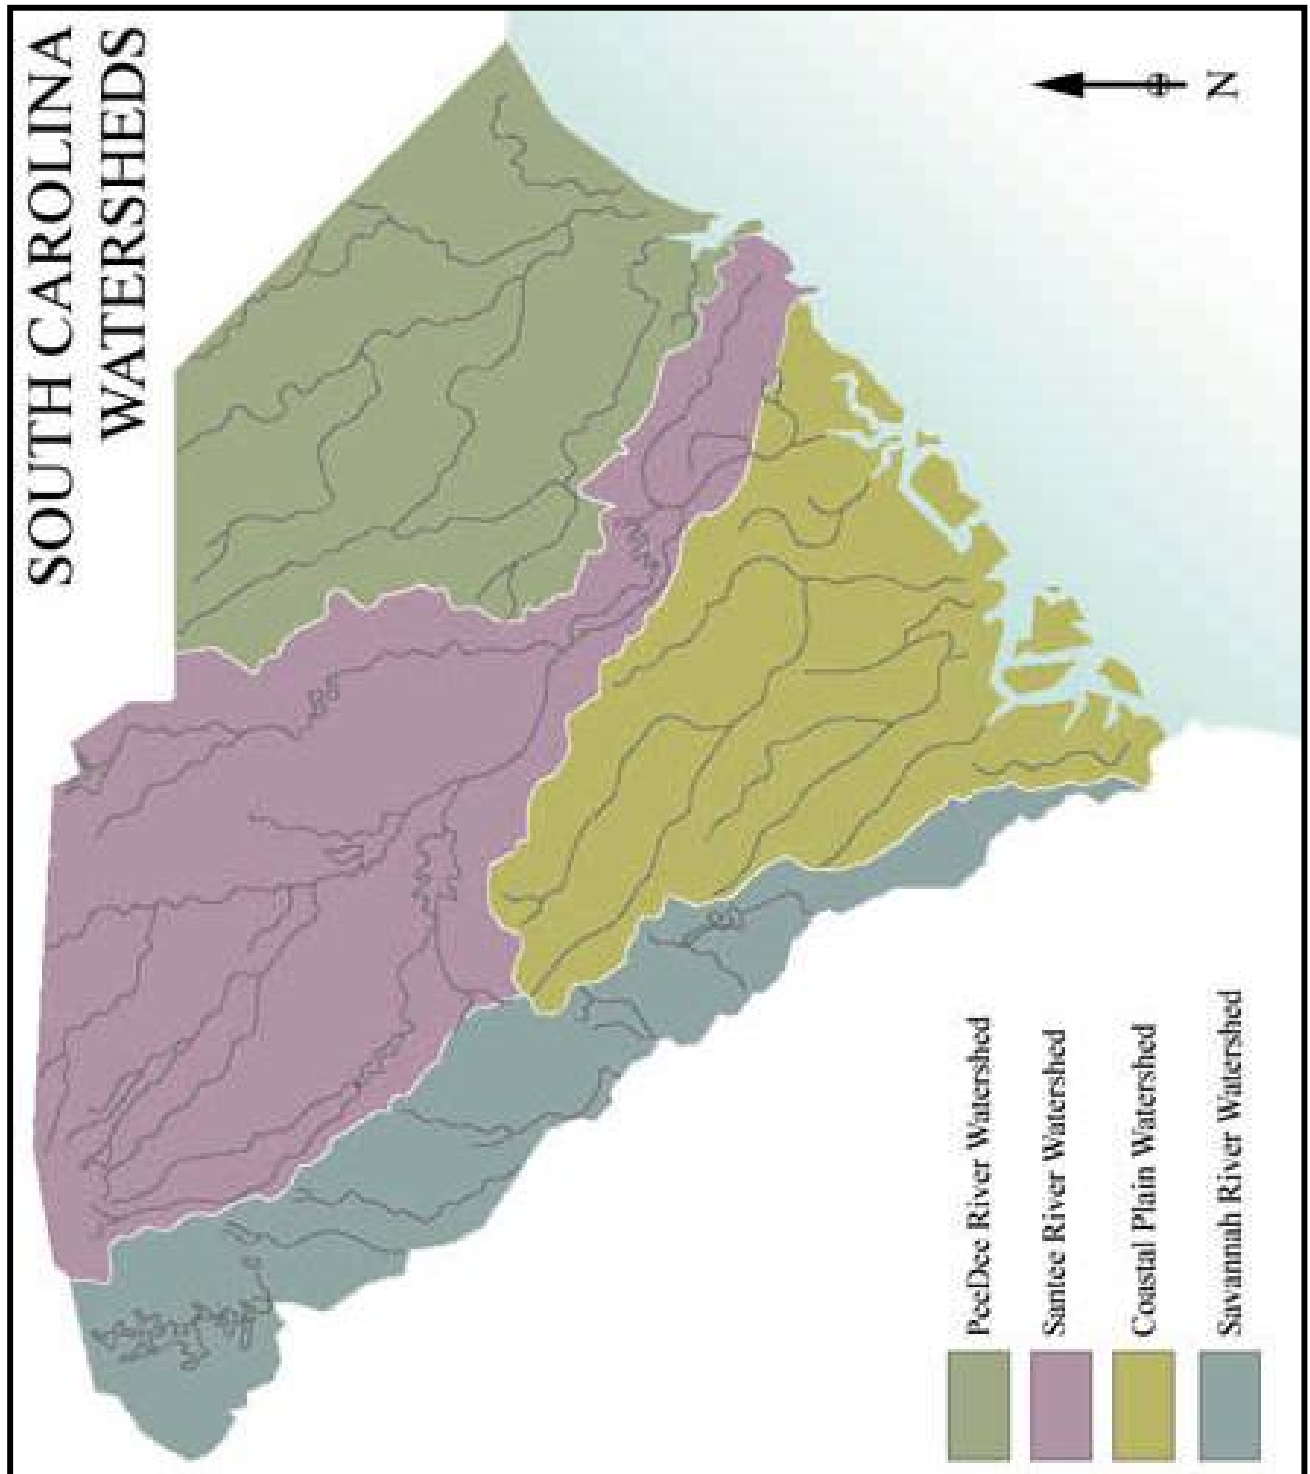 SOUTH CAROLINA
WATERSHEDS
N
PeeDee River Watershed
Santee River Watershed
Coastal Plain Watershed
Savannah River Watershed